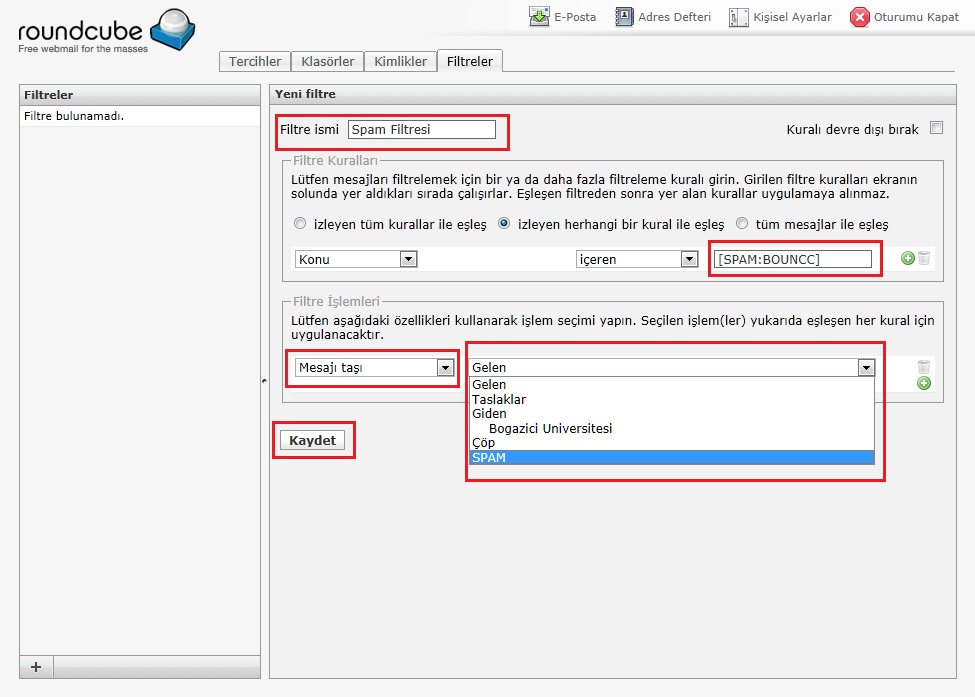 roundcube
Free webmail for the masses
E-Posta Adres Defteri Kişisel Ayarlar Oturumu Kapat
Tercihler Klasörler Kimlikler Filtreler
Filtreler
Filtre bulunamadı.
Yeni filtre
Filtre ismi Spam Filtresi Kuralı devre dışı bırak
Filtre Kuralları
Lütfen mesajları filtrelemek için bir ya da daha fazla filtreleme kuralı girin. Girilen filtre kuralları ekranın
solunda yer aldıkları sırada çalışırlar. Eşleşen filtreden sonra yer alan kurallar uygulamaya alınmaz.
izleyen tüm kurallar ile eşleş izleyen herhangi bir kural ile eşleş tüm mesajlar ile eşleş
Konu içeren [SPAM:BOUNCC]
Filtre İşlemleri
Lütfen aşağıdaki özellikleri kullanarak işlem seçimi yapın. Seçilen işlem(ler) yukarıda eşleşen her kural için
uygulanacaktır.
Mesajı taşı Gelen
Gelen
Taslaklar
Giden
Bogazici Universitesi
Çöp
SPAM
Kaydet
+